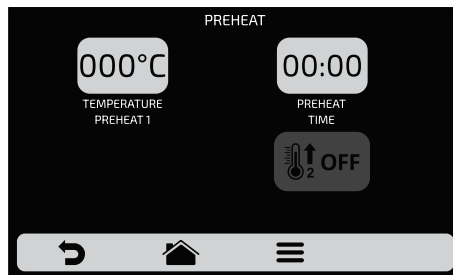 PREHEAT
000°C
TEMPERATURE
PREHEAT 1
00:00
PREHEAT
TIME
2 OFF